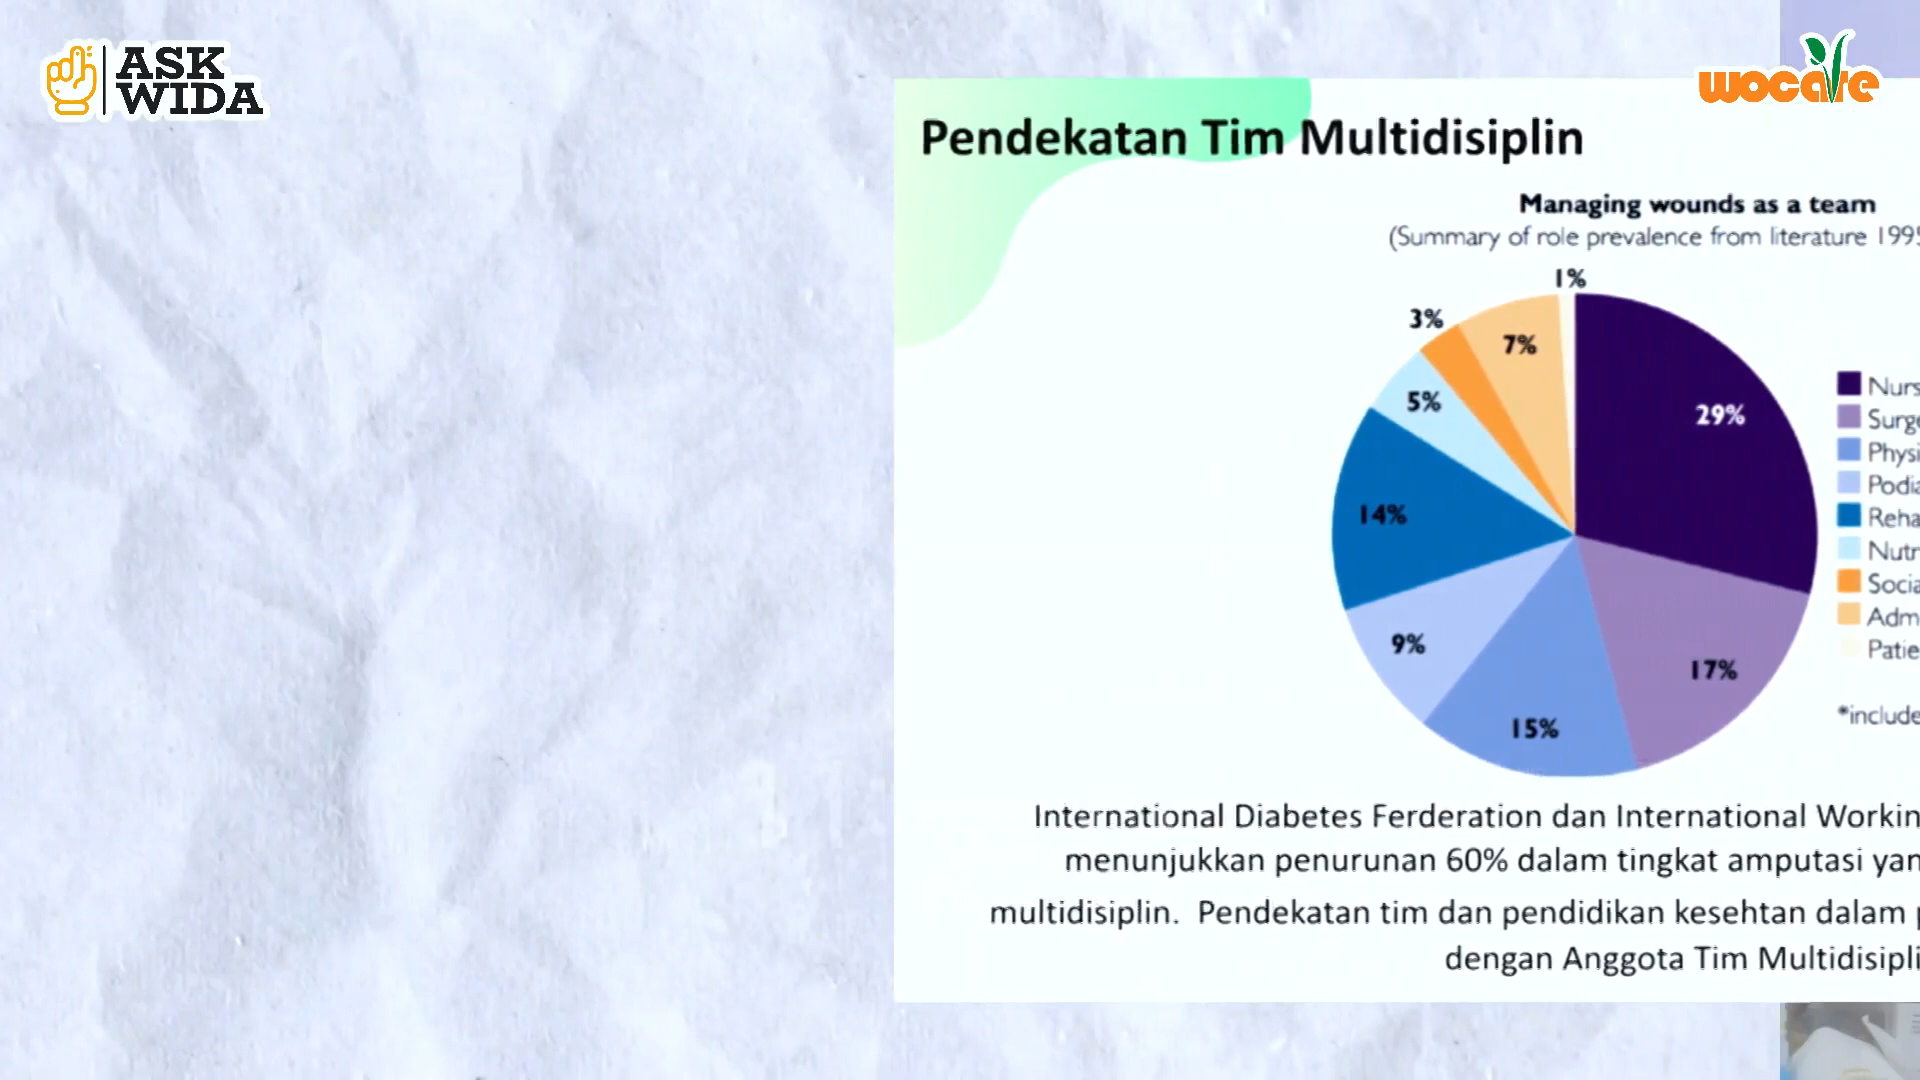 ASK
WIDA
wocare
Pendekatan Tim Multidisiplin
Managing wounds as a team
(Summary of role prevalence from literature 199
1%
3%
7%
5%
29%
14%
9%
17%
15%
Nurs
Surge
Physi
Podia
Reha
Nutr
Socia
Adm
Patie
*include
International Diabetes Ferderation dan International Workin
menunjukkan penurunan 60% dalam tingkat amputasi yan
multidisiplin. Pendekatan tim dan pendidikan kesehtan dalam
dengan Anggota Tim Multidisipli